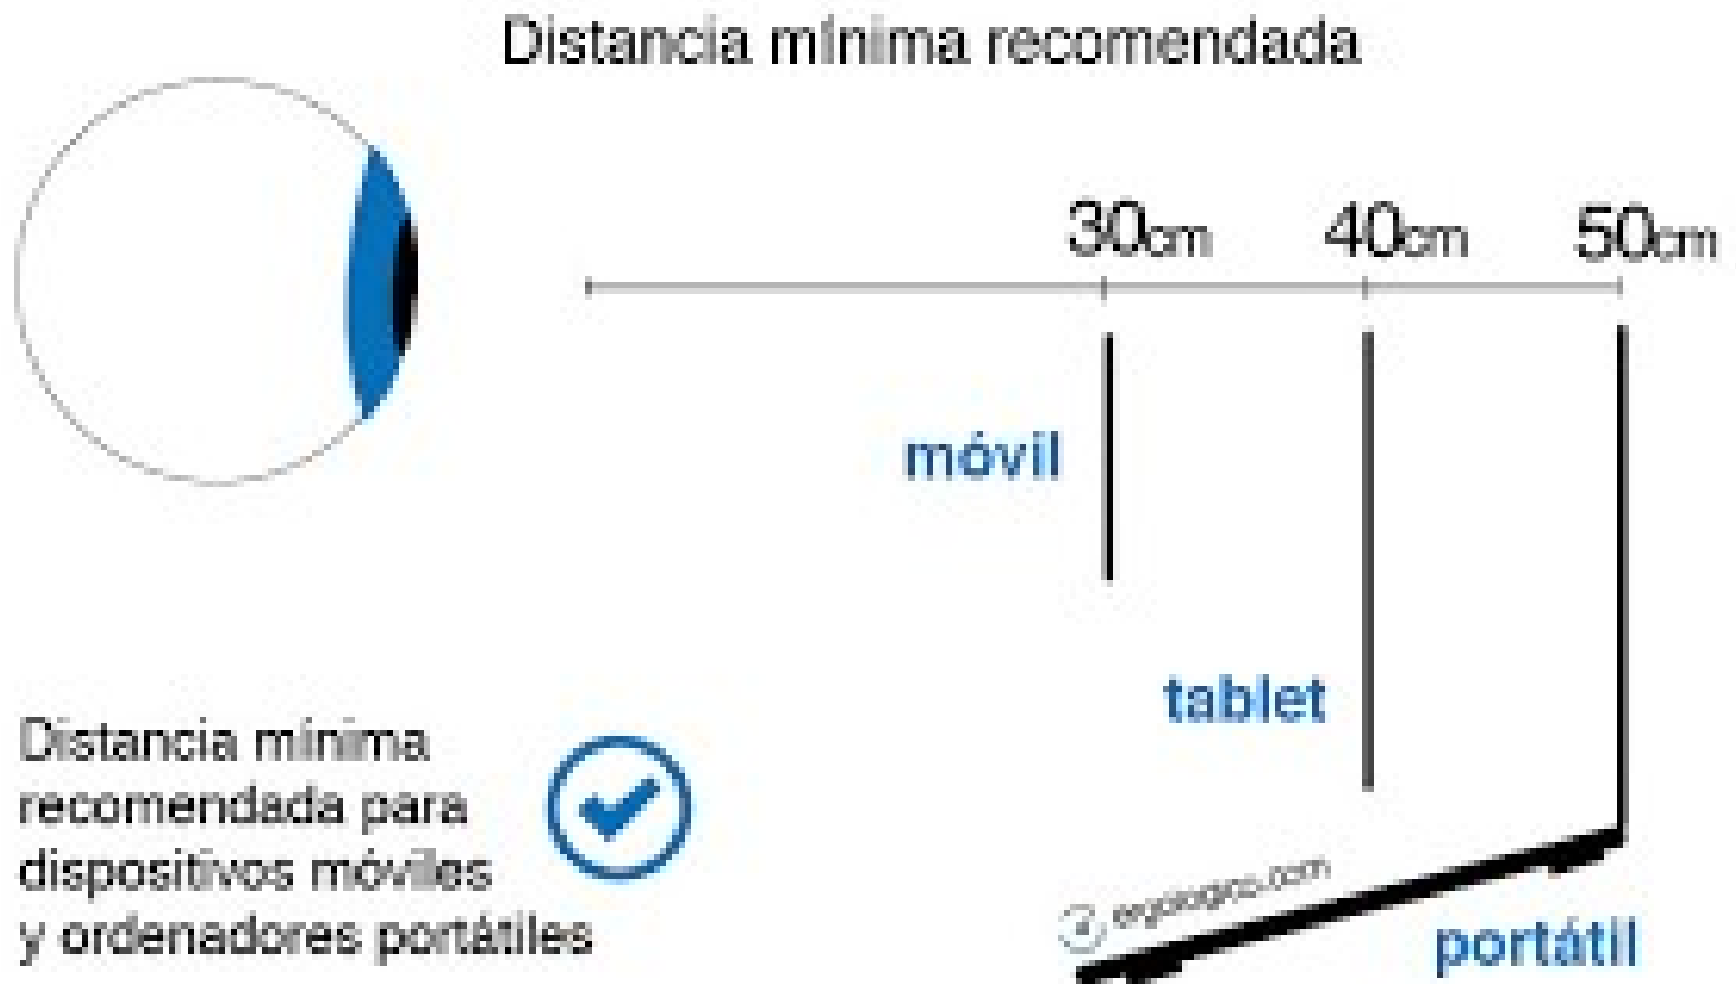 Distancia mínima recomendada
30cm 40cm 50cm
móvil
tablet
portátil
Distancia mínima
recomendada para
dispositivos móviles
y ordenadores portátiles